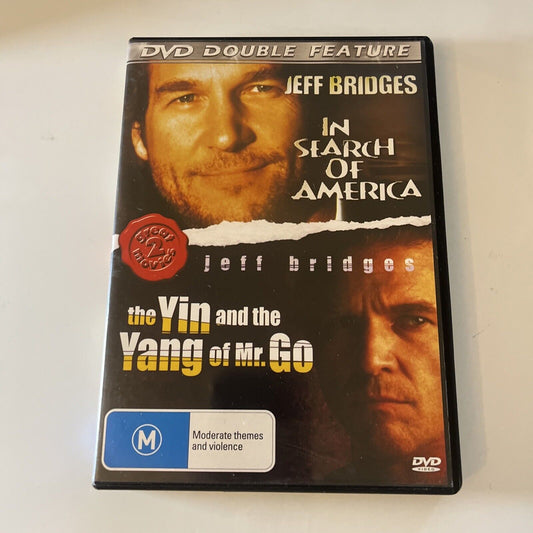 DVD DOUBLE FEATURE
JEFF BRIDGES
IN
SEARCH
OF
AMERICA
great
2
movies
jeff bridges
the Yin and the
Yang of Mr. Go
M
Moderate themes
and violence
DVD
VIDEO